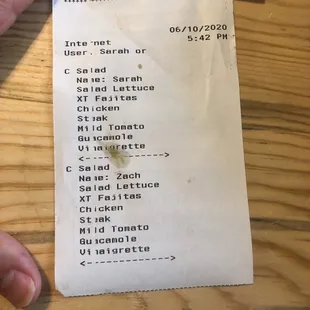 06/10/2020
Internet 5:42 PM
User. Sarah or
C Salad
Name: Sarah
Salad Lettuce
XT Fajitas
Chicken
Steak
Mild Tomato
Guacamole
Vinaigrette
<-------------->
C Salad
Name: Zach
Salad Lettuce
XT Fajitas
Chicken
Steak
Mild Tomato
Guacamole
Vinaigrette
<-------------->